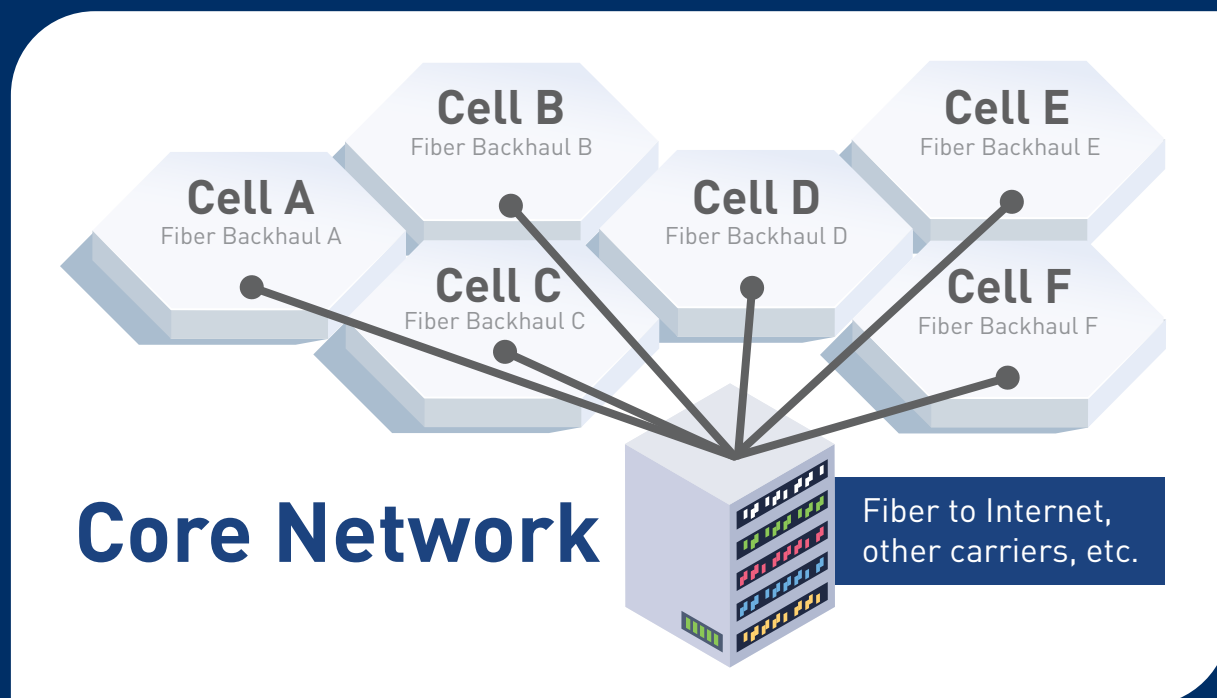 Cell A
Fiber Backhaul A
Cell B
Fiber Backhaul B
Cell C
Fiber Backhaul C
Cell D
Fiber Backhaul D
Cell E
Fiber Backhaul E
Cell F
Fiber Backhaul F
Core Network
Fiber to Internet,
other carriers, etc.